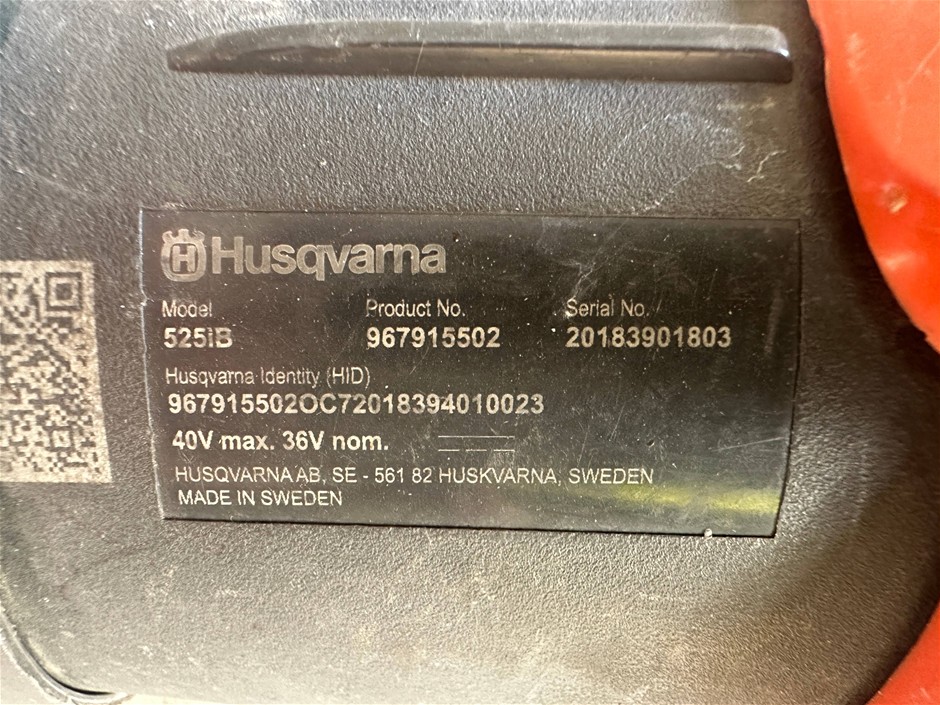 Husqvarna
Model Product No. Serial No.
525iB 967915502 20183901803
Husqvarna Identity (HID)
967915502OC72018394010023
40V max. 36V nom.
HUSQVARNA AB, SE - 561 82 HUSKVARNA, SWEDEN
MADE IN SWEDEN